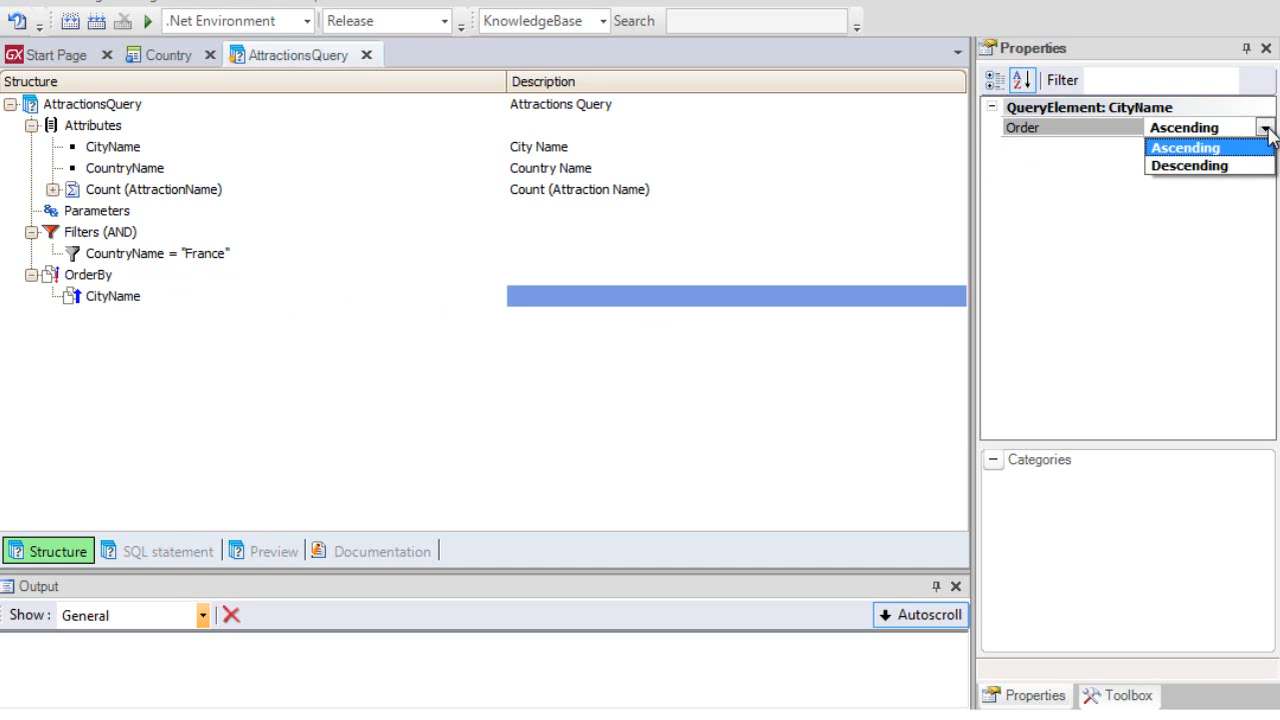 .Net Environment Release KnowledgeBase Search
GX Start Page Country AttractionsQuery
Structure Description
AttractionsQuery Attractions Query
Attributes
CityName City Name
CountryName Country Name
Count (AttractionName) Count (Attraction Name)
Parameters
Filters (AND)
CountryName = "France"
OrderBy
CityName
Structure SQL statement Preview Documentation
Output
Show : General Autoscroll
Properties
A Z Filter
QueryElement: CityName
Order Ascending
Ascending
Descending
Categories
Properties Toolbox